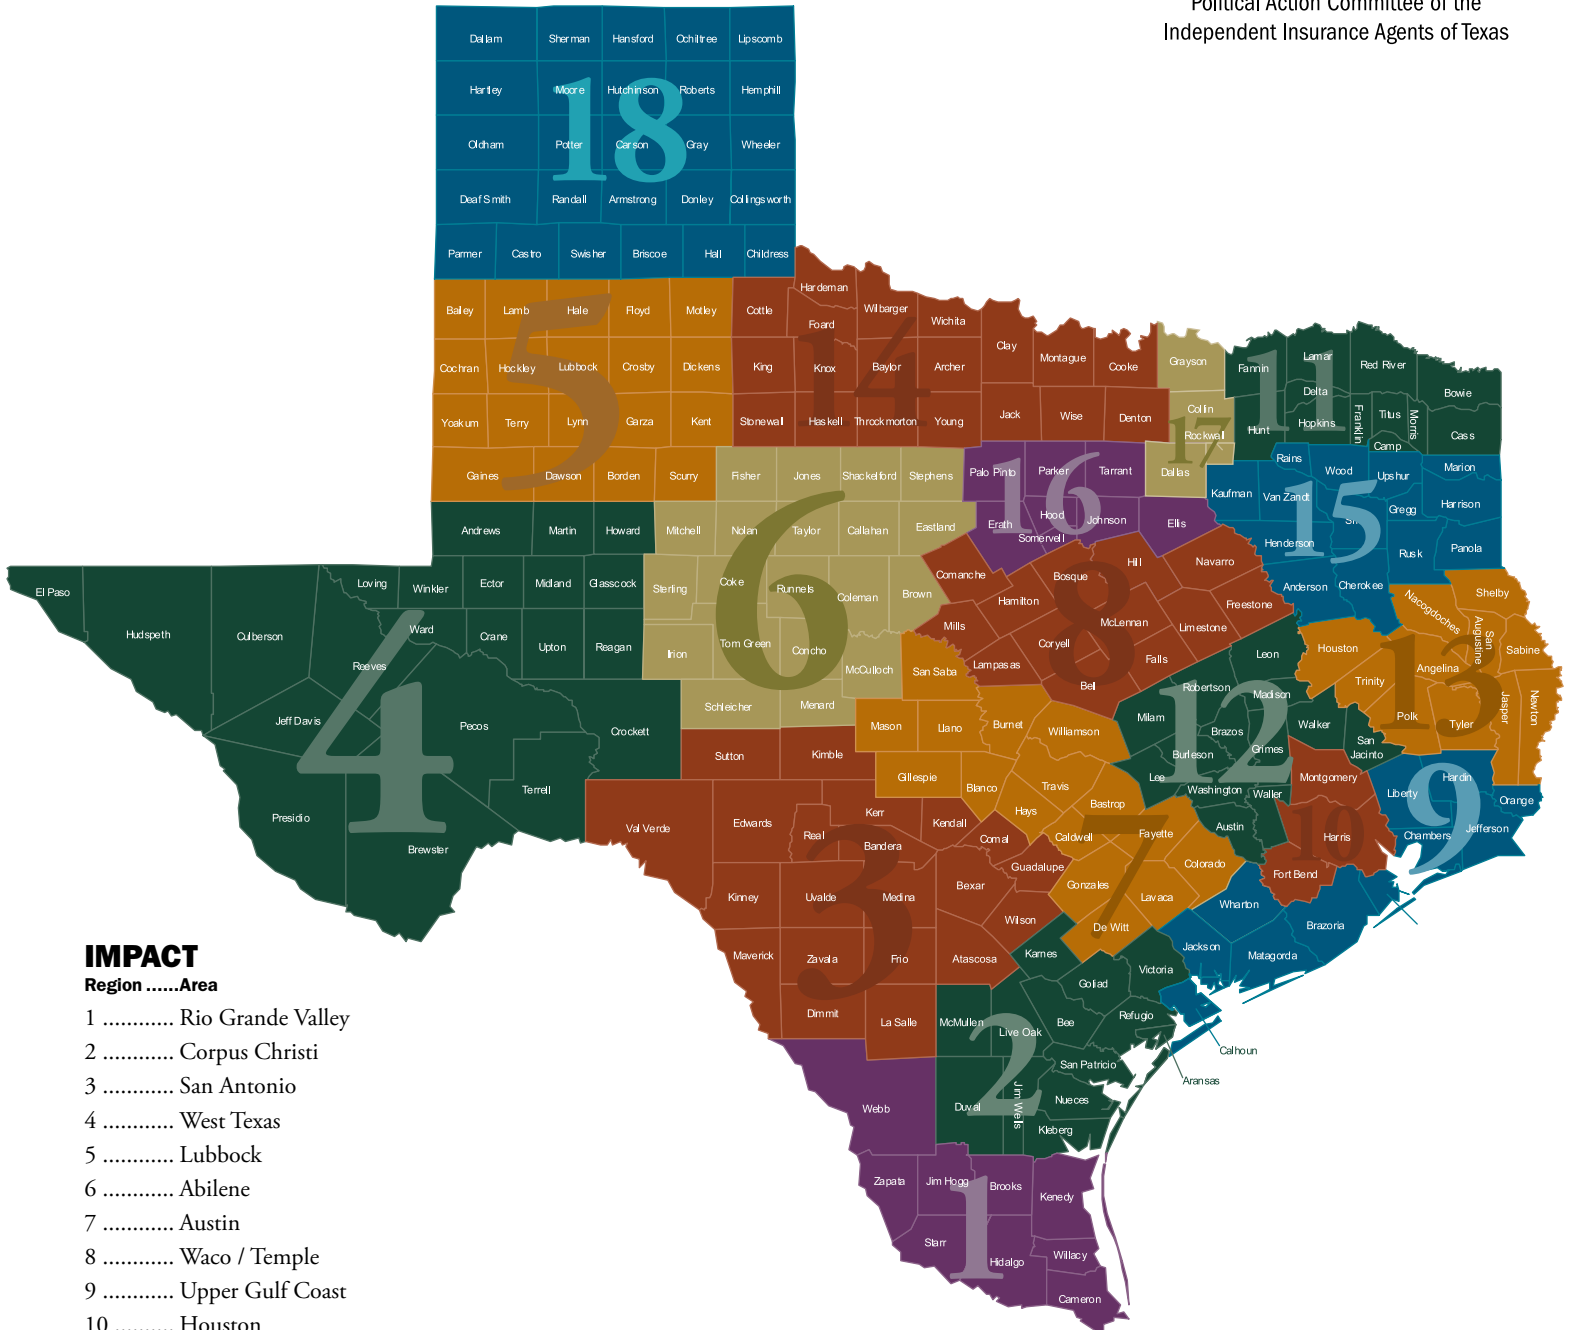 Political Action Committee of the
Independent Insurance Agents of Texas
Dallam Sherman Hansford Ochiltree Lipscomb
Hartley Moore Hutchinson Roberts Hemphill
18
Oldham Potter Carson Gray Wheeler
Deaf Smith Randall Armstrong Donley Collingsworth
Parmer Castro Swisher Briscoe Hall Childress
Bailey Lamb Hale Floyd Motley Cottle Hardeman Foard Wilbarger Wichita
5
14
Clay Montague Cooke Grayson Fannin Lamar Red River Bowie
Cochran Hockley Lubbock Crosby Dickens King Knox Baylor Archer
11
Delta Hopkins Franklin Titus Morris Cass Camp Hunt
Yoakum Terry Lynn Garza Kent Stonewall Haskell Throckmorton Young Jack Wise Denton Collin Rockwall
17
Gaines Dawson Borden Scurry Fisher Jones Shackelford Stephens Palo Pinto Parker Tarrant Dallas
16
Kaufman Van Zandt Rains Wood Upshur Marion Harrison Gregg
15
Sm
Andrews Martin Howard Mitchell Nolan Taylor Callahan Eastland Erath Hood Somervell Johnson Ellis Henderson Rusk Panola
6
El Paso Hudspeth Culberson Loving Winkler Ector Midland Glasscock Sterling Coke Runnels Coleman Brown Comanche Bosque Hill Navarro Anderson Cherokee Nacogdoches Shelby
8
Hamilton McLennan Limestone Freestone
Reeves Ward Crane Upton Reagan Irion Tom Green Concho McCulloch San Saba Mills Lampasas Coryell Bell Falls Leon Houston Trinity Angelina San Augustine Sabine
13
4
12
Robertson Madison Polk Tyler Jasper Newton
Jeff Davis Pecos Crockett Schleicher Menard Mason Llano Burnet Williamson Milam Brazos Burleson Grimes Walker San Jacinto
Presidio Brewster Terrell Sutton Kimble Gillespie Blanco Travis Hays Bastrop Lee Washington Waller Montgomery Liberty Hardin Orange
9
Val Verde Edwards Real Kerr Bandera Kendall Comal Caldwell Fayette Austin Harris Chambers Jefferson
3
7
10
Guadalupe Gonzales Colorado Lavaca Fort Bend
Kinney Uvalde Medina Bexar Wilson De Witt Wharton Brazoria
Maverick Zavala Frio Atascosa Karnes Goliad Victoria Jackson Matagorda
Dimmit La Salle McMullen Live Oak Bee Refugio
2
Calhoun
San Patricio
Aransas
Webb Duval Jim Wells Nueces
Kleberg
Zapata Jim Hogg Brooks Kenedy
1
Starr Hidalgo Willacy
Cameron
IMPACT
Region ......Area
1 ............ Rio Grande Valley
2 ............ Corpus Christi
3 ............ San Antonio
4 ............ West Texas
5 ............ Lubbock
6 ............ Abilene
7 ............ Austin
8 ............ Waco / Temple
9 ............ Upper Gulf Coast
10 .......... Houston